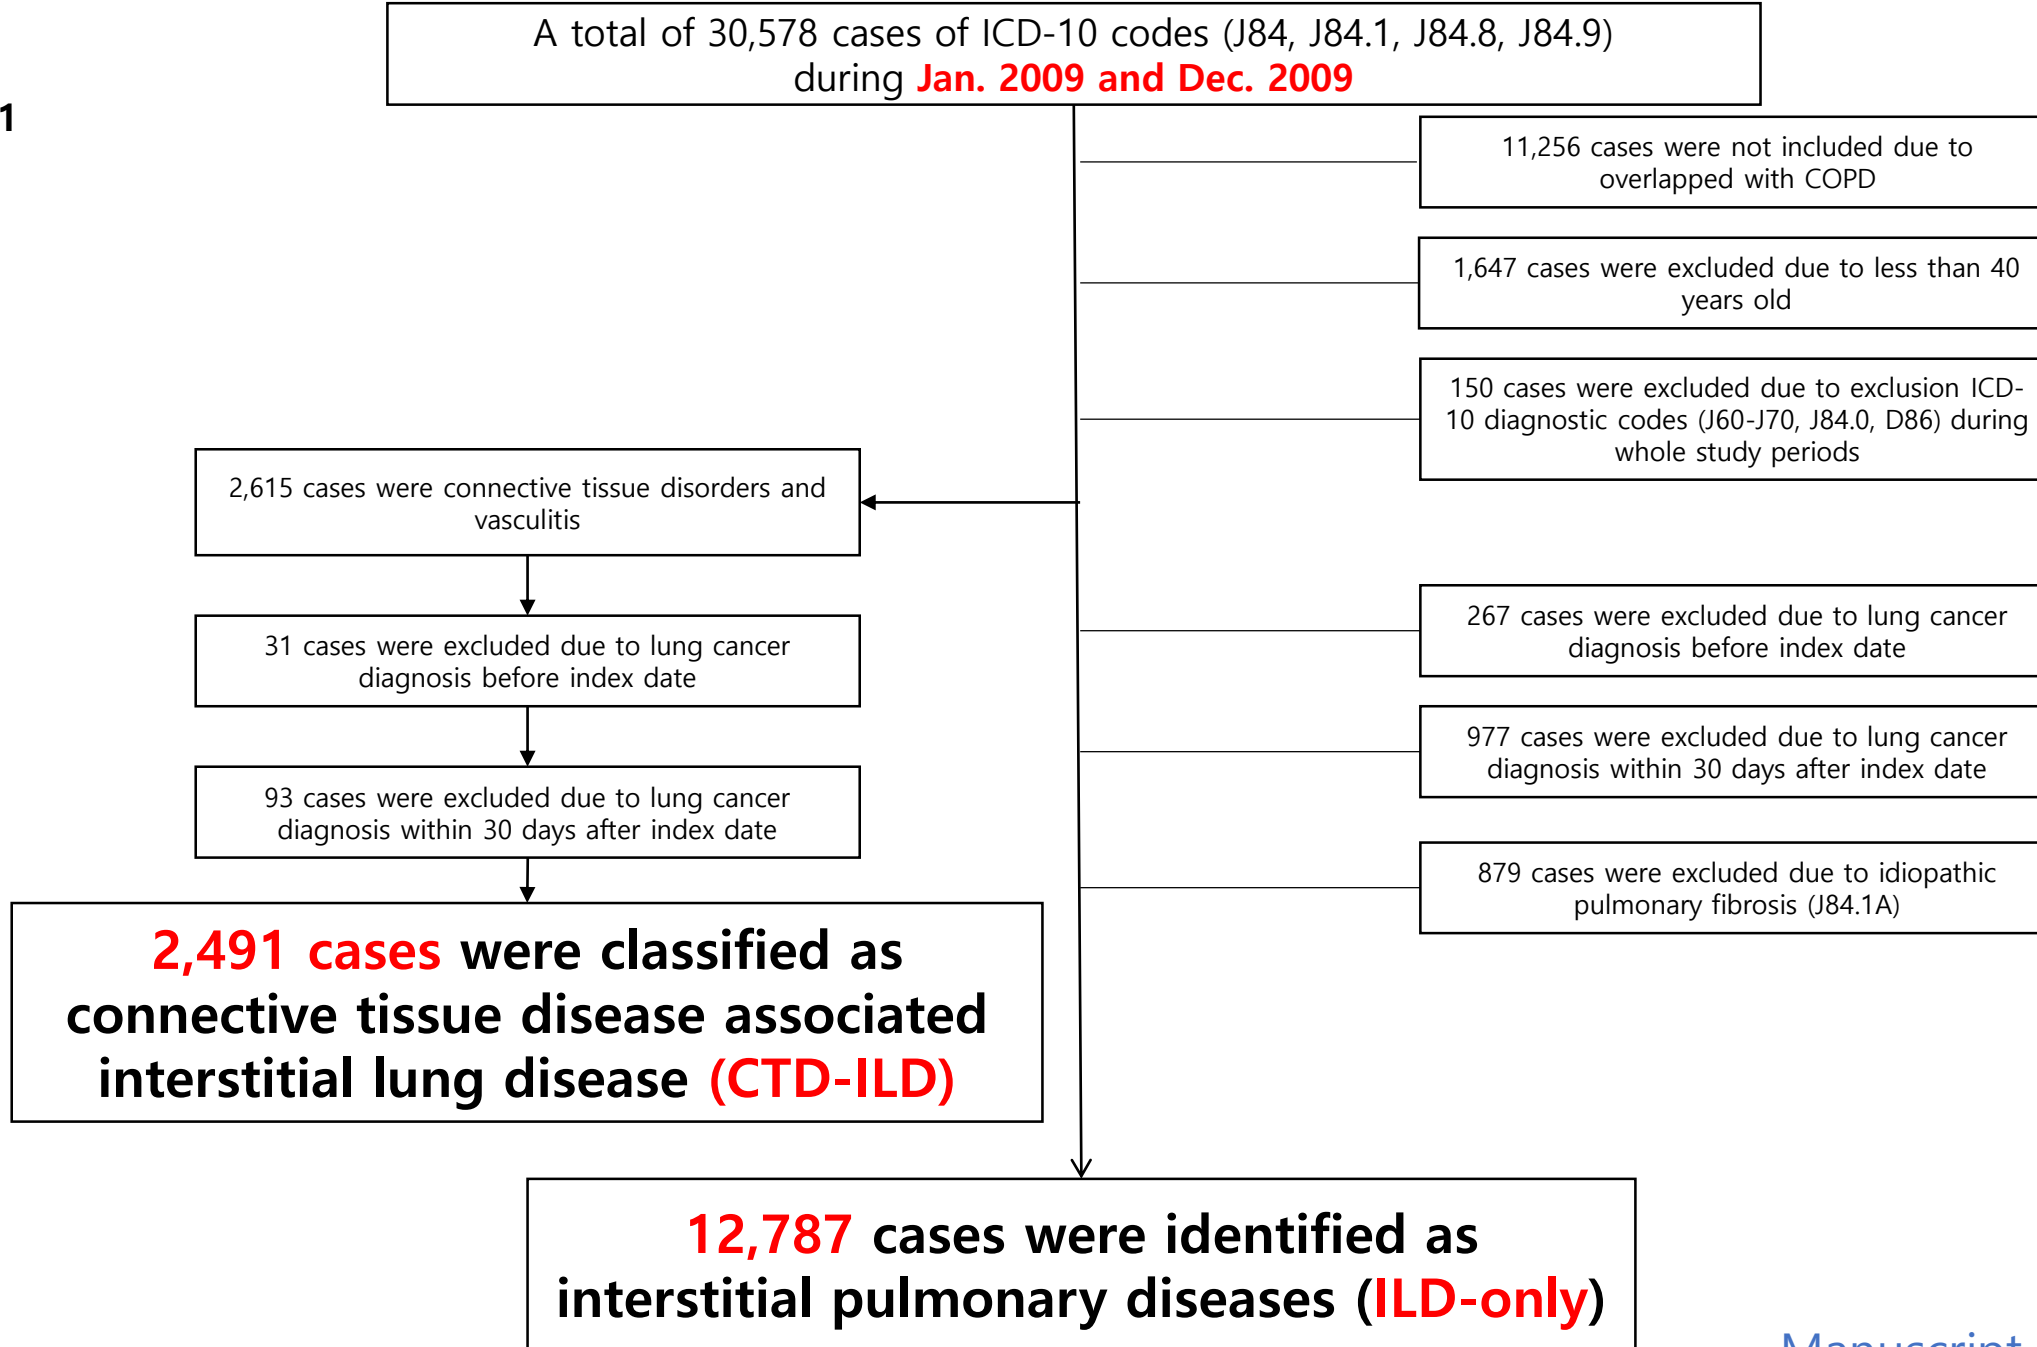 A total of 30,578 cases of ICD-10 codes (J84, J84.1, J84.8, J84.9)
during Jan. 2009 and Dec. 2009
1
11,256 cases were not included due to
overlapped with COPD
1,647 cases were excluded due to less than 40
years old
150 cases were excluded due to exclusion ICD-
10 diagnostic codes (J60-J70, J84.0, D86) during
whole study periods
2,615 cases were connective tissue disorders and
vasculitis
31 cases were excluded due to lung cancer
diagnosis before index date
93 cases were excluded due to lung cancer
diagnosis within 30 days after index date
267 cases were excluded due to lung cancer
diagnosis before index date
977 cases were excluded due to lung cancer
diagnosis within 30 days after index date
879 cases were excluded due to idiopathic
pulmonary fibrosis (J84.1A)
2,491 cases were classified as
connective tissue disease associated
interstitial lung disease (CTD-ILD)
12,787 cases were identified as
interstitial pulmonary diseases (ILD-only)
Manuscript